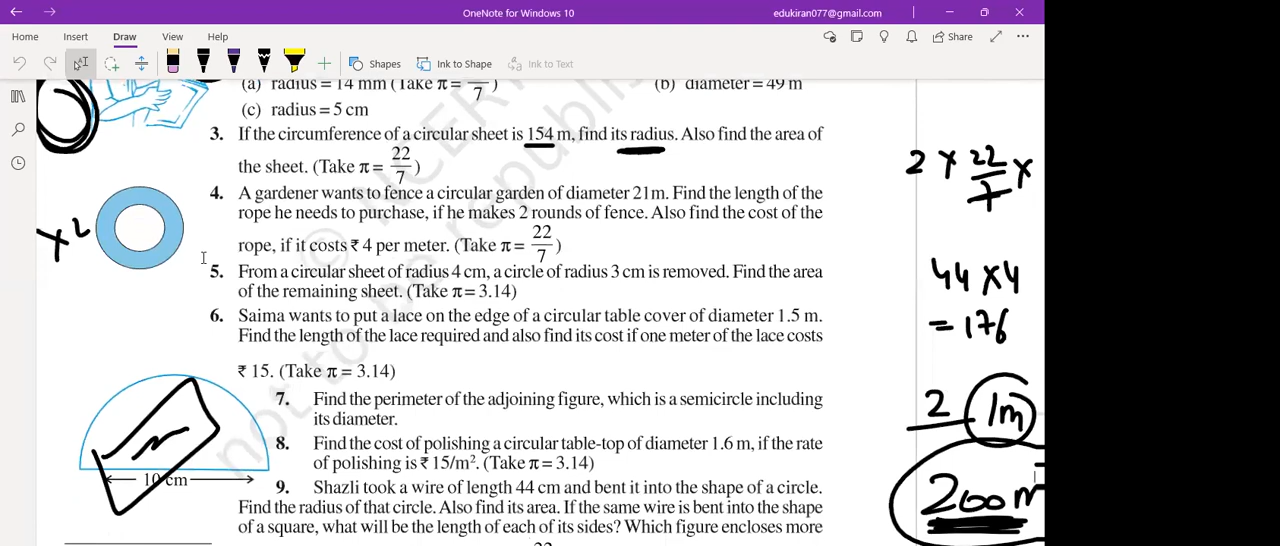 OneNote for Windows 10
edukiran077@gmail.com
Home Insert Draw View Help
Share
Shapes Ink to Shape Ink to Text
(a) radius = 14 mm (Take π = 7 ) (b) diameter = 49 m
(c) radius = 5 cm
3. If the circumference of a circular sheet is 154 m, find its radius. Also find the area of
the sheet. (Take π = 22/7)
4. A gardener wants to fence a circular garden of diameter 21m. Find the length of the
rope he needs to purchase, if he makes 2 rounds of fence. Also find the cost of the
rope, if it costs ₹ 4 per meter. (Take π = 22/7)
5. From a circular sheet of radius 4 cm, a circle of radius 3 cm is removed. Find the area
of the remaining sheet. (Take π = 3.14)
6. Saima wants to put a lace on the edge of a circular table cover of diameter 1.5 m.
Find the length of the lace required and also find its cost if one meter of the lace costs
₹ 15. (Take π = 3.14)
7. Find the perimeter of the adjoining figure, which is a semicircle including
its diameter.
8. Find the cost of polishing a circular table-top of diameter 1.6 m, if the rate
of polishing is ₹ 15/m². (Take π = 3.14)
9. Shazli took a wire of length 44 cm and bent it into the shape of a circle.
Find the radius of that circle. Also find its area. If the same wire is bent into the shape
of a square, what will be the length of each of its sides? Which figure encloses more
22
10 cm
not to be republished
© NCERT
2 × 22/7 ×
44 × 4
= 176
2 1m
200m